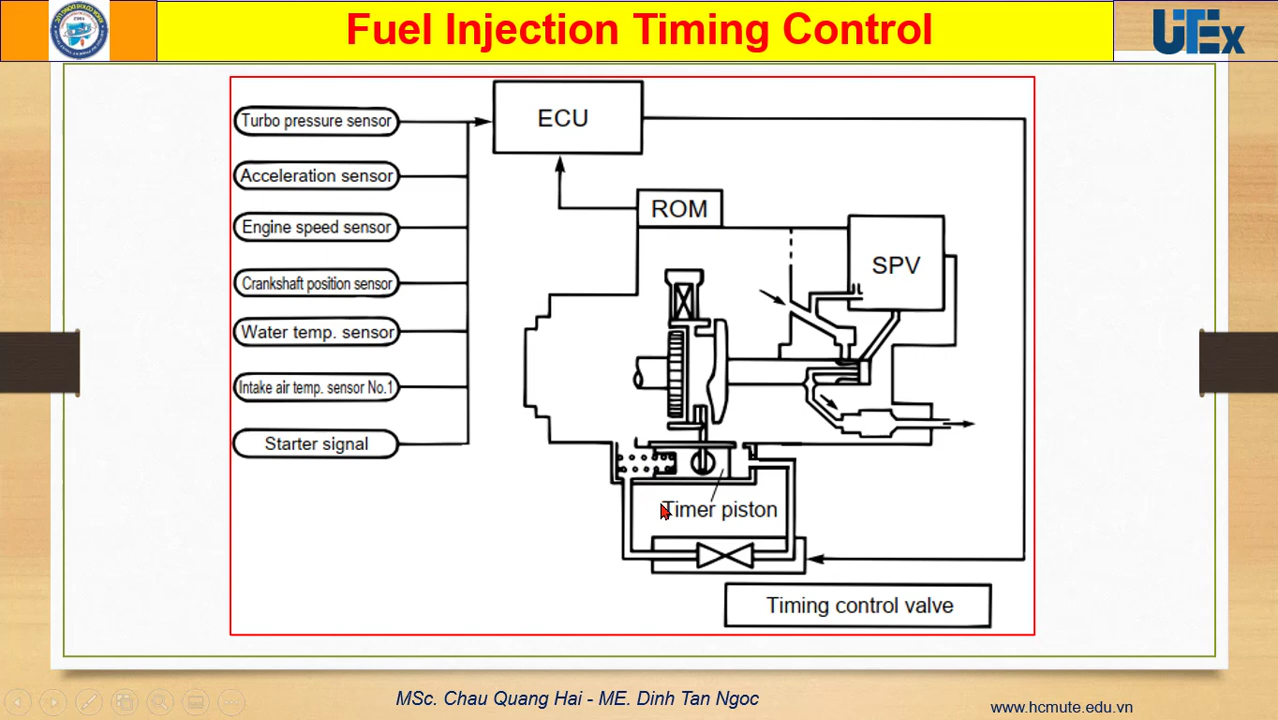 Fuel Injection Timing Control
UTEx
Turbo pressure sensor
ECU
Acceleration sensor
ROM
Engine speed sensor
SPV
Crankshaft position sensor
Water temp. sensor
Intake air temp. sensor No.1
Starter signal
Timer piston
Timing control valve
MSc. Chau Quang Hai - ME. Dinh Tan Ngoc
www.hcmute.edu.vn